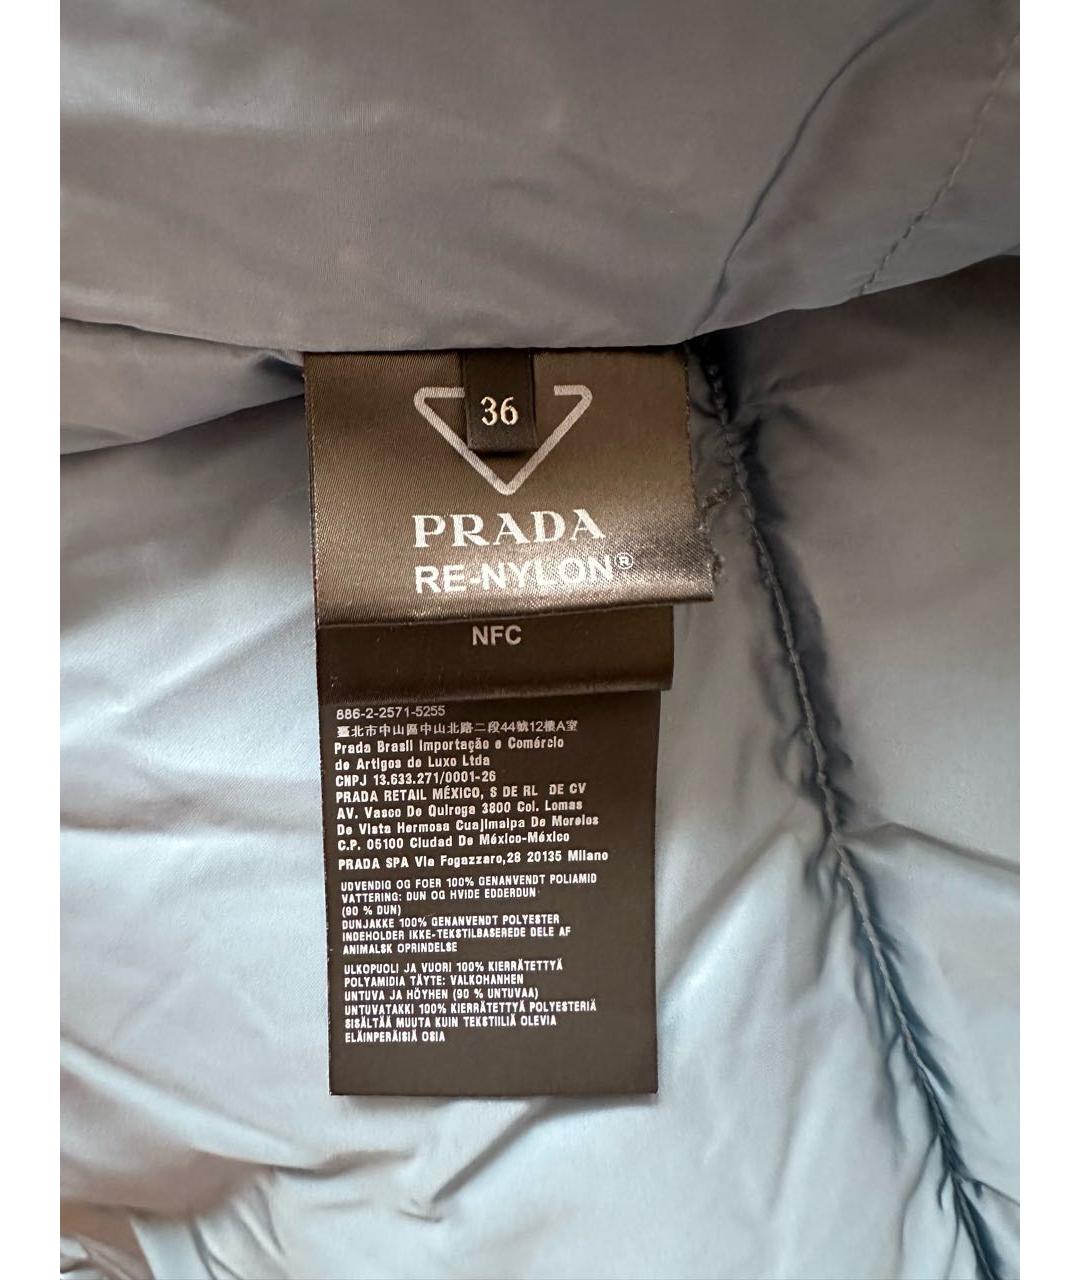 36
PRADA
RE-NYLON®
NFC
886-2-2571-5255
臺北市中山區中山北路二段44號12樓A室
Prada Brasil Importação e Comércio
de Artigos de Luxo Ltda
CNPJ 13.633.271/0001-26
PRADA RETAIL MÉXICO, S DE RL DE CV
AV. Vasco De Quiroga 3800 Col. Lomas
De Vista Hermosa Cuajimalpa De Morelos
C.P. 05100 Ciudad De México-México
PRADA SPA Via Fogazzaro,28 20135 Milano
UDVENDIG OG FOER 100% GENANVENDT POLIAMID
VATTERING: DUN OG HVIDE EDDERDUN
(90 % DUN)
DUNJAKKE 100% GENANVENDT POLYESTER
INDEHOLDER IKKE-TEKSTILBASEREDE DELE AF
ANIMALSK OPRINDELSE
ULKOPUOLI JA VUORI 100% KIERRÄTETTYÄ
POLYAMIDIA TÄYTE: VALKOHANHEN
UNTUVA JA HÖYHEN (90 % UNTUVAA)
UNTUVATAKKI 100% KIERRÄTETTYÄ POLYESTERIÄ
SISÄLTÄÄ MUUTA KUIN TEKSTIILIÄ OLEVIA
ELÄINPERÄISIÄ OSIA